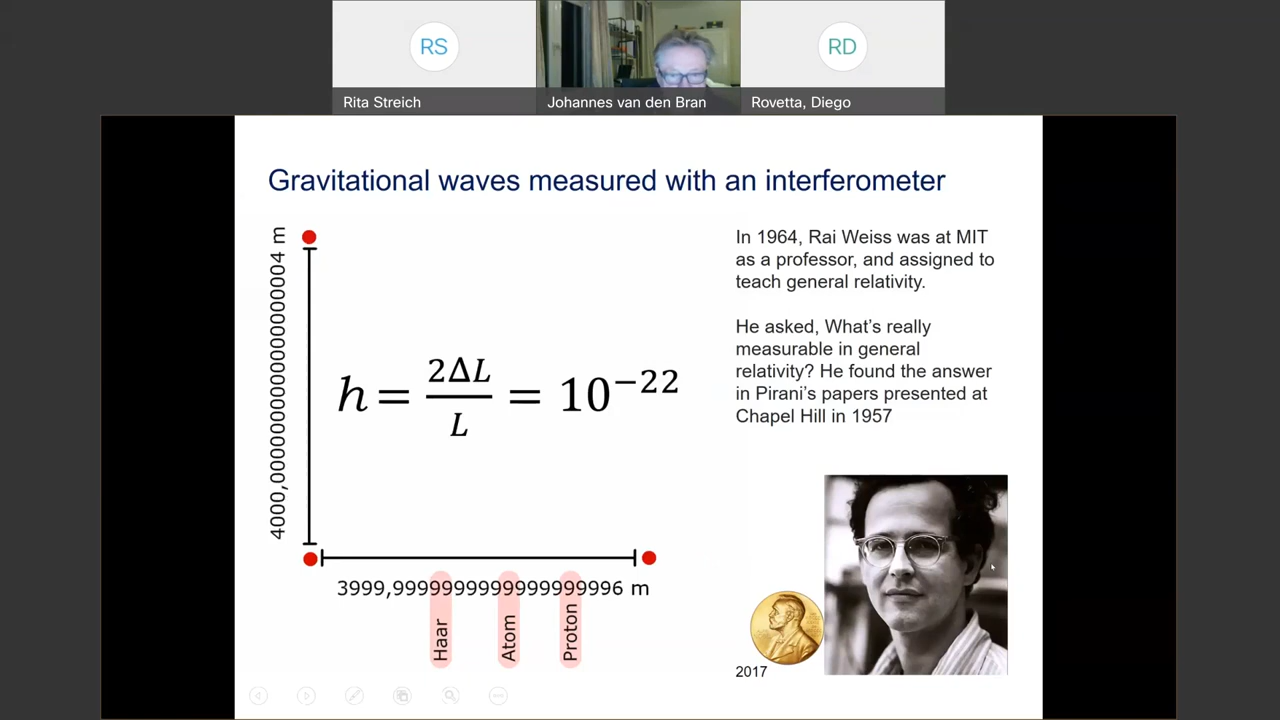 RS
RD
Rita Streich
Johannes van den Bran
Rovetta, Diego
Gravitational waves measured with an interferometer
4000,0000000000000000004 m
h = 2ΔL/L = 10⁻²²
3999,9999999999999999996 m
Haar
Atom
Proton
In 1964, Rai Weiss was at MIT
as a professor, and assigned to
teach general relativity.
He asked, What’s really
measurable in general
relativity? He found the answer
in Pirani’s papers presented at
Chapel Hill in 1957
2017